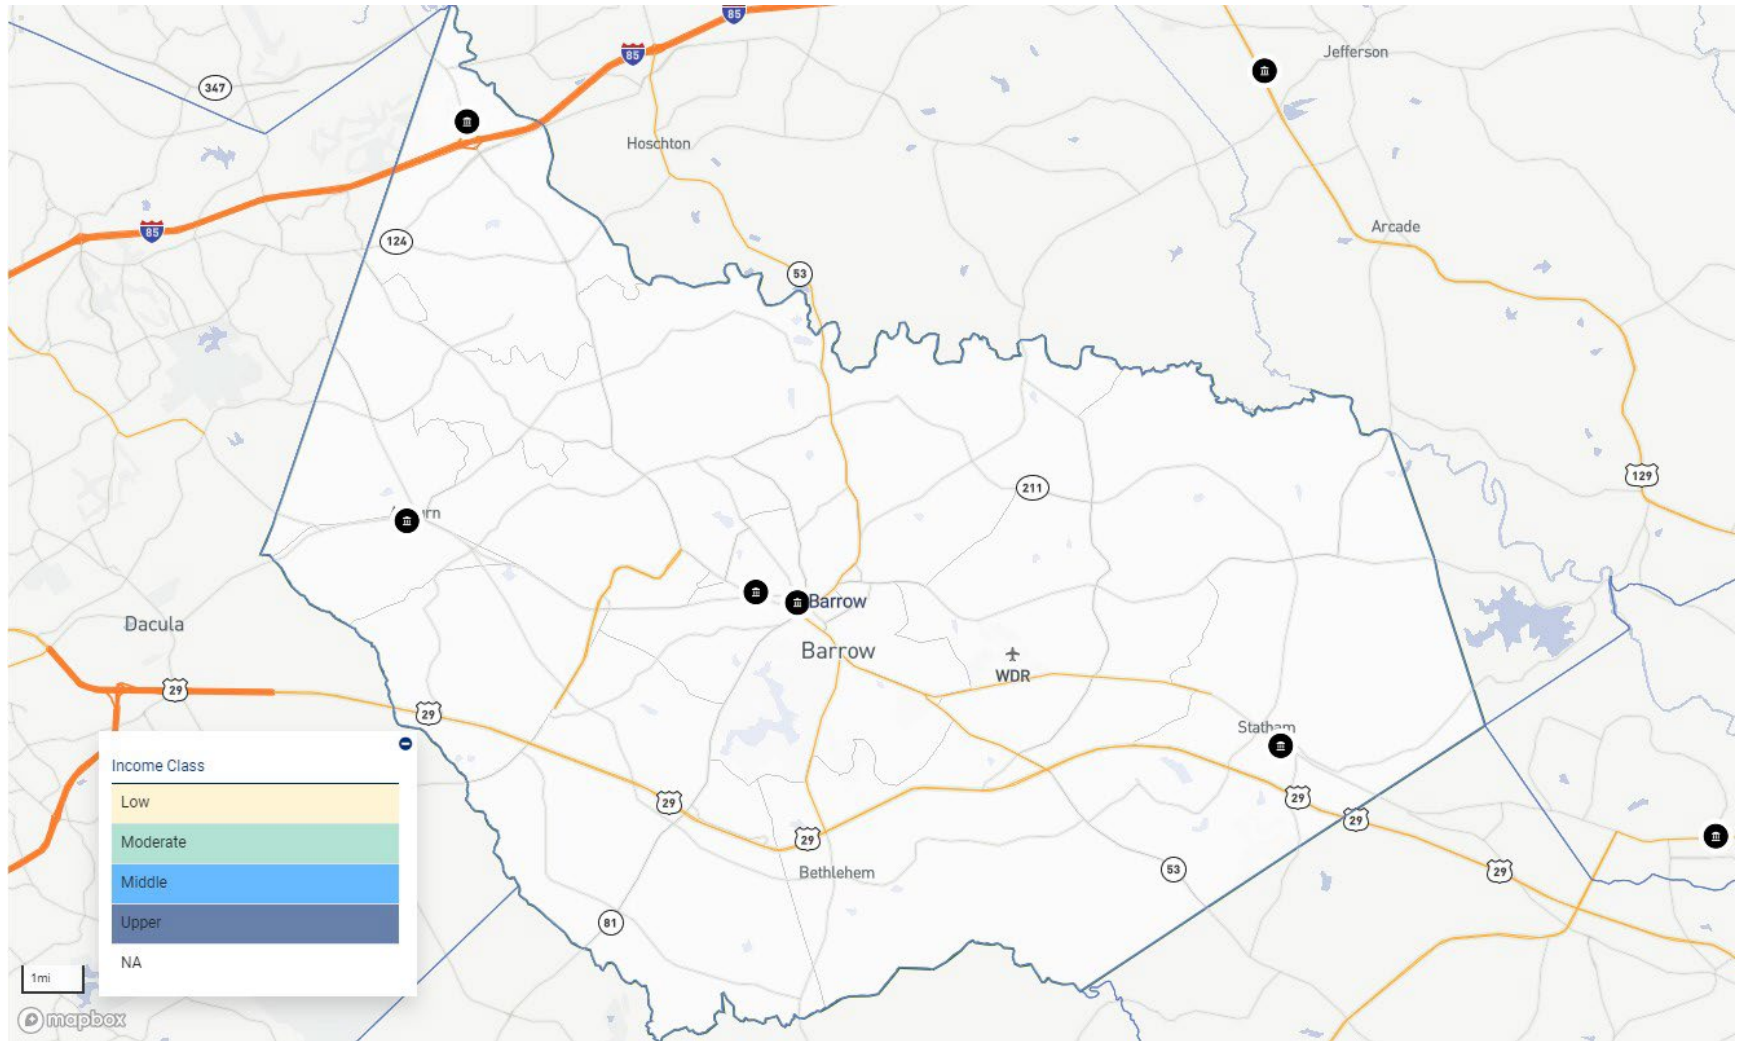 85
85
Jefferson
347
Hoschton
85
124
Arcade
53
211
129
Barrow
Dacula
Barrow
WDR
29
29
Statham
29
29
29
29
Bethlehem
53
29
81
Income Class
Low
Moderate
Middle
Upper
NA
1mi
mapbox